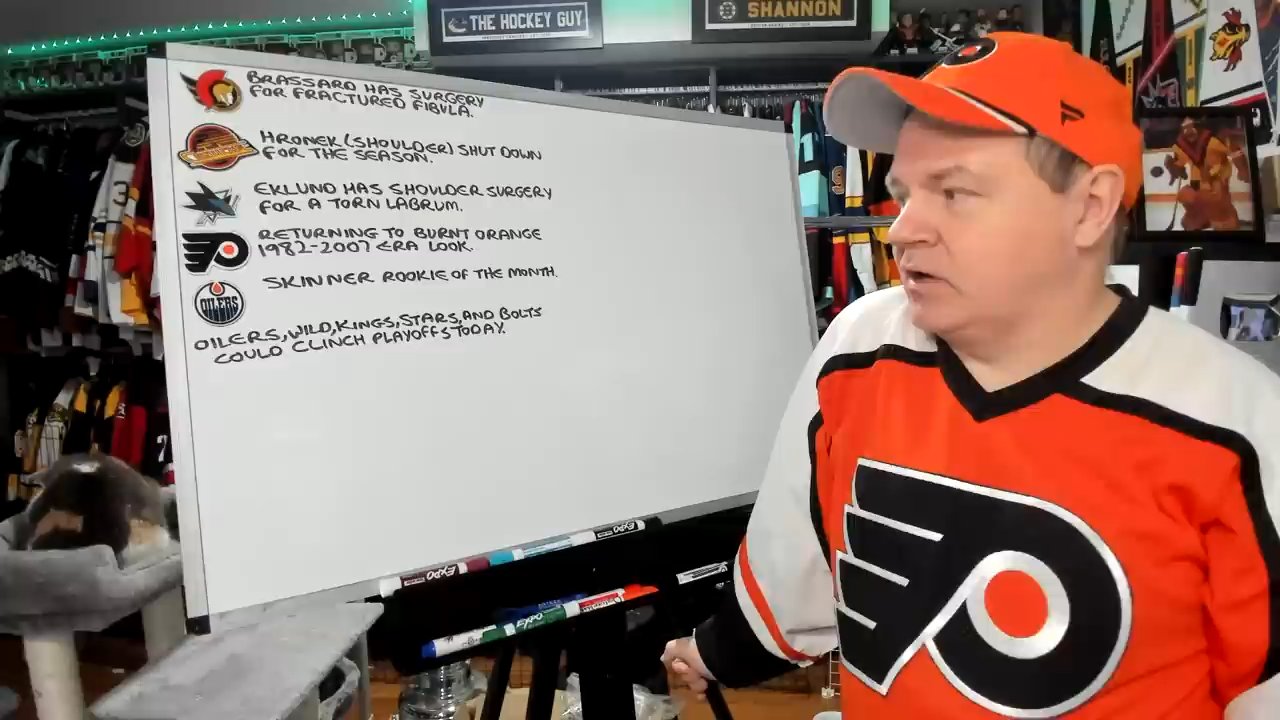 THE HOCKEY GUY
SHANNON
BRASSARD HAS SURGERY
FOR FRACTURED FIBULA.
HRONEK (SHOULDER) SHUT DOWN
FOR THE SEASON.
EKLUND HAS SHOULDER SURGERY
FOR A TORN LABRUM.
RETURNING TO BURNT ORANGE
1982-2007 ERA LOOK.
SKINNER ROOKIE OF THE MONTH.
OILERS
OILERS, WILD, KINGS, STARS, AND BOLTS
COULD CLINCH PLAYOFFS TODAY.
EXPO
EXPO
EXPO